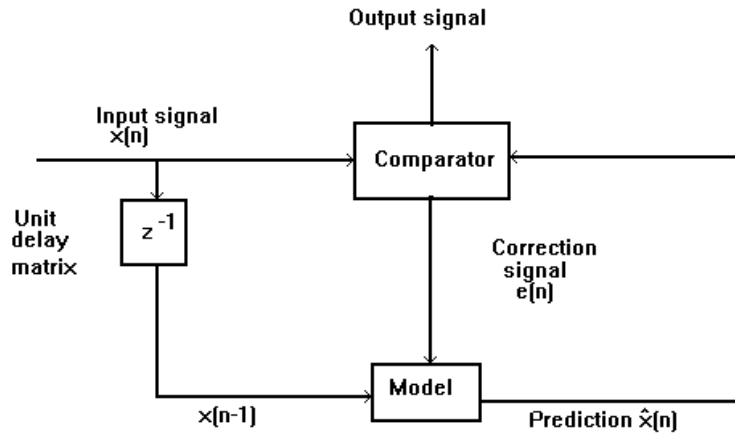 Output signal
Input signal
x(n)
Comparator
Unit
delay
matrix
z⁻¹
Correction
signal
e(n)
Model
x(n-1)
Prediction x̂(n)